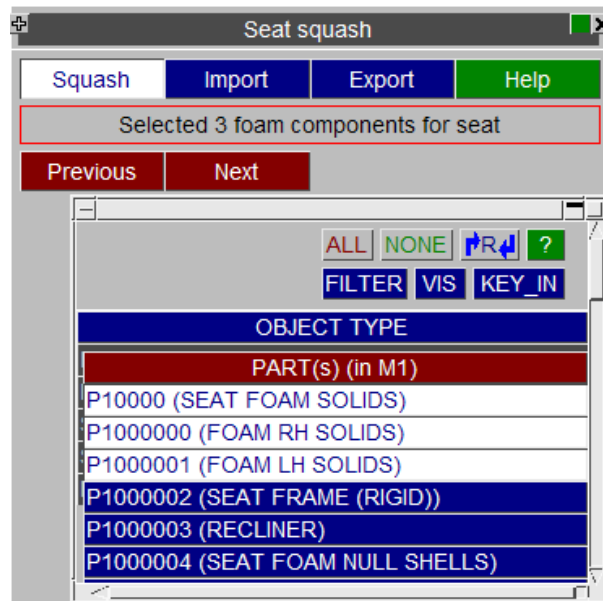 Seat squash
Squash Import Export Help
Selected 3 foam components for seat
Previous Next
ALL NONE R ?
FILTER VIS KEY_IN
OBJECT TYPE
PART(s) (in M1)
P10000 (SEAT FOAM SOLIDS)
P1000000 (FOAM RH SOLIDS)
P1000001 (FOAM LH SOLIDS)
P1000002 (SEAT FRAME (RIGID))
P1000003 (RECLINER)
P1000004 (SEAT FOAM NULL SHELLS)